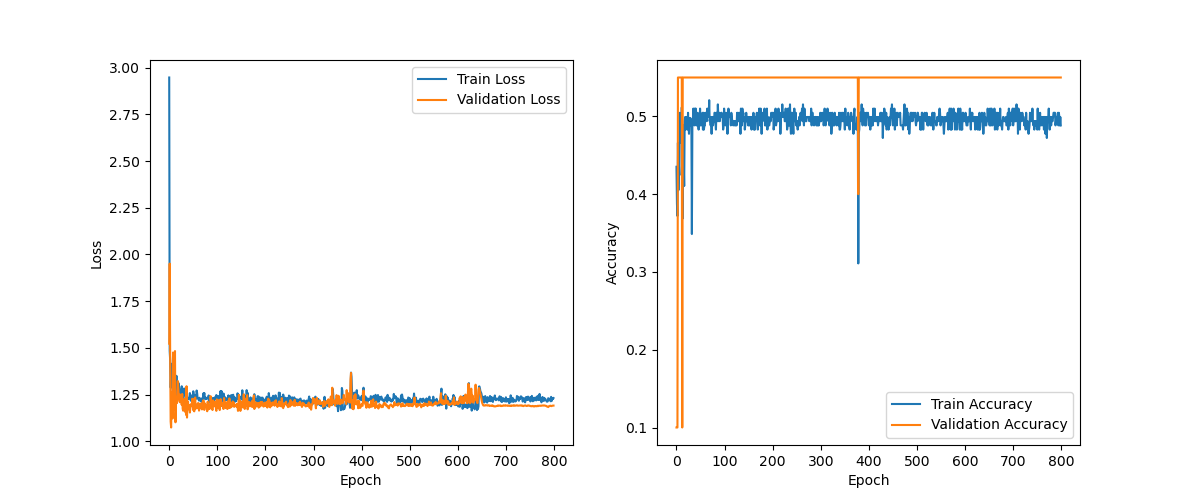 3.00
2.75
2.50
2.25
2.00
1.75
1.50
1.25
1.00
Loss
0 100 200 300 400 500 600 700 800
Epoch
Train Loss
Validation Loss
0.5
0.4
0.3
0.2
0.1
Accuracy
0 100 200 300 400 500 600 700 800
Epoch
Train Accuracy
Validation Accuracy